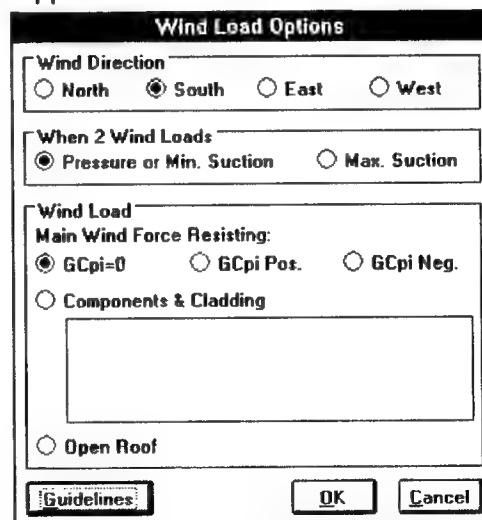 Wind Load Options
Wind Direction
North South East West
When 2 Wind Loads
Pressure or Min. Suction Max. Suction
Wind Load
Main Wind Force Resisting:
GCpi=0 GCpi Pos. GCpi Neg.
Components & Cladding
Open Roof
Guidelines OK Cancel